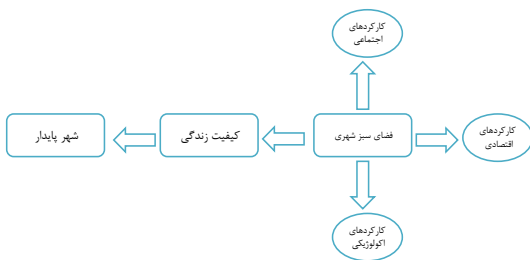 کارکردهای
اجتماعی
کارکردهای
اقتصادی
فضای سبز شهری
کیفیت زندگی
شهر پایدار
کارکردهای
اکولوژیکی